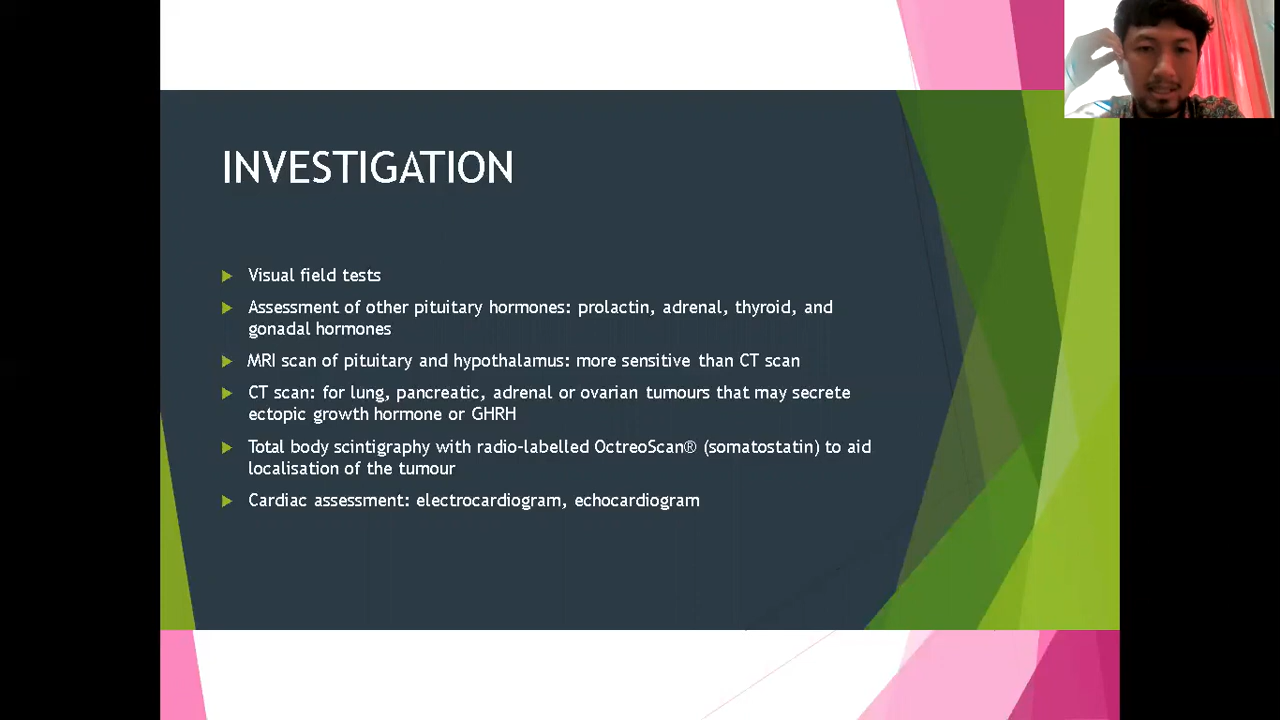 INVESTIGATION
Visual field tests
Assessment of other pituitary hormones: prolactin, adrenal, thyroid, and
gonadal hormones
MRI scan of pituitary and hypothalamus: more sensitive than CT scan
CT scan: for lung, pancreatic, adrenal or ovarian tumours that may secrete
ectopic growth hormone or GHRH
Total body scintigraphy with radio-labelled OctreoScan® (somatostatin) to aid
localisation of the tumour
Cardiac assessment: electrocardiogram, echocardiogram